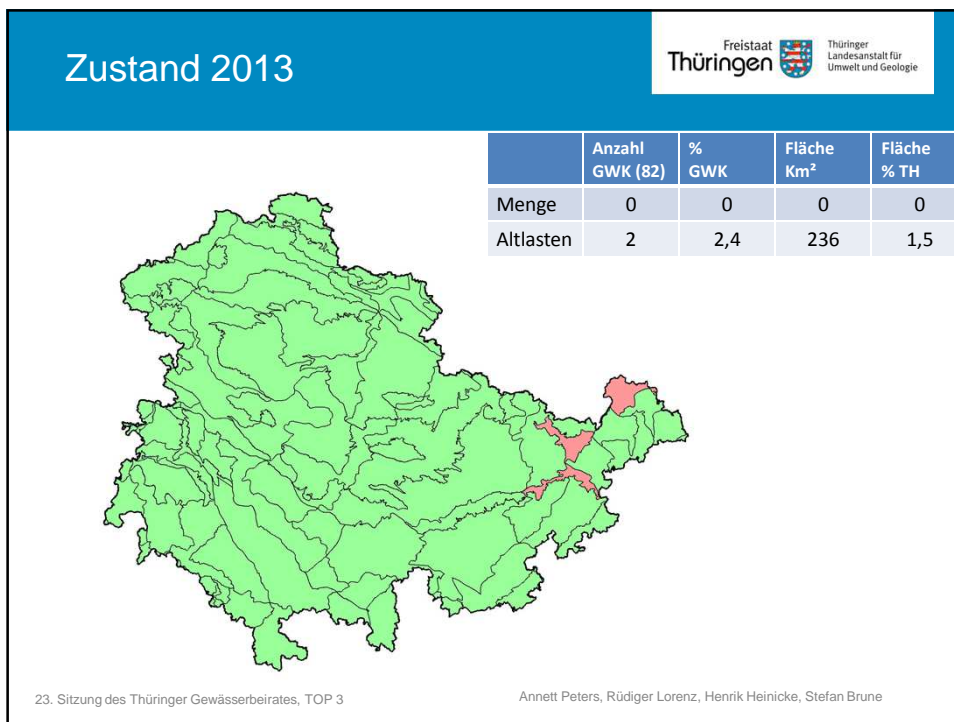 Zustand 2013
Freistaat
Thüringen
Thüringer
Landesanstalt für
Umwelt und Geologie
Anzahl GWK (82) % GWK Fläche Km² Fläche % TH
Menge 0 0 0 0
Altlasten 2 2,4 236 1,5
23. Sitzung des Thüringer Gewässerbeirates, TOP 3
Annett Peters, Rüdiger Lorenz, Henrik Heinicke, Stefan Brune